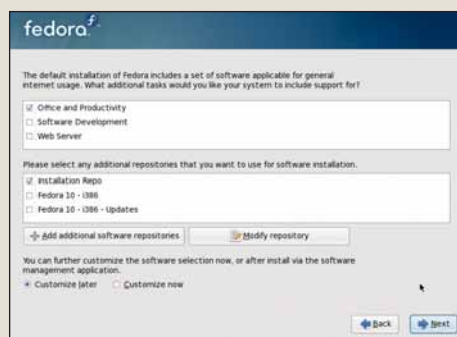 fedora
The default installation of Fedora includes a set of software applicable for general
internet usage. What additional tasks would you like your system to include support for?
Office and Productivity
Software Development
Web Server
Please select any additional repositories that you want to use for software installation.
Installation Repo
Fedora 10 - i386
Fedora 10 - i386 - Updates
Add additional software repositories
Modify repository
You can further customize the software selection now, or after install via the software
management application.
Customize later
Customize now
Back
Next